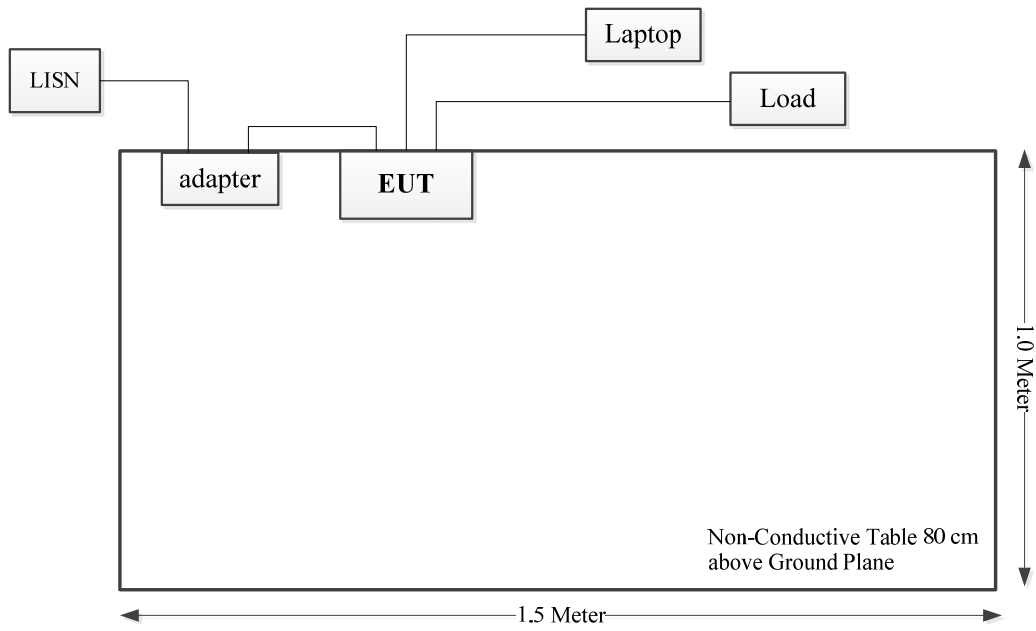 Laptop
LISN
Load
adapter
EUT
1.0 Meter
Non-Conductive Table 80 cm
above Ground Plane
1.5 Meter